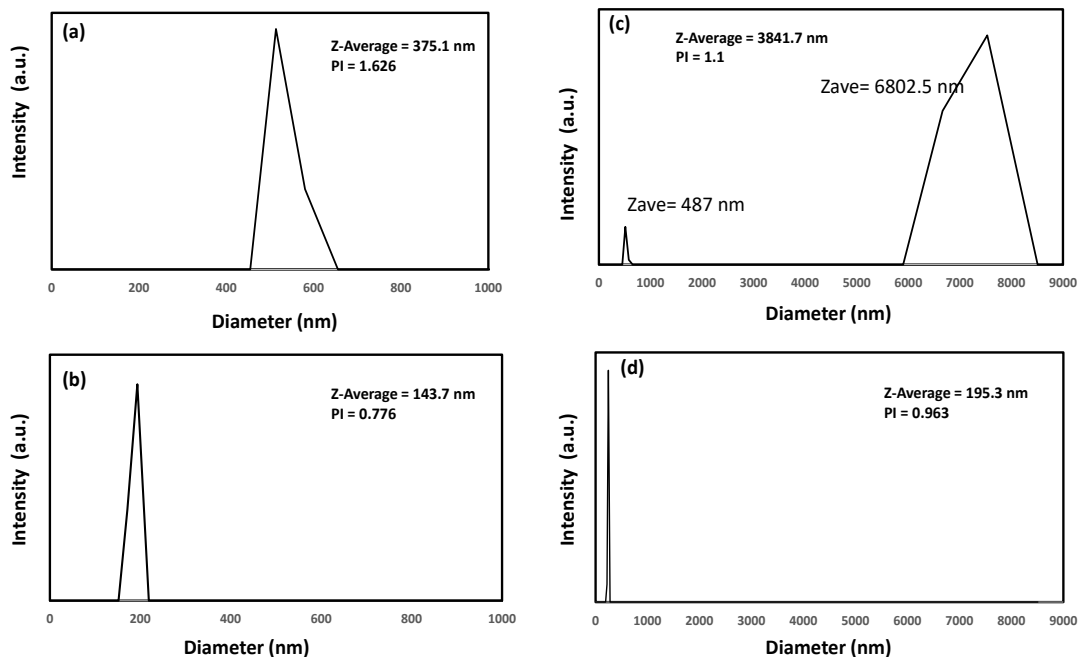 (a)
Z-Average = 375.1 nm
PI = 1.626
Intensity (a.u.)
0 200 400 600 800 1000
Diameter (nm)
(c)
Z-Average = 3841.7 nm
PI = 1.1
Zave= 6802.5 nm
Zave= 487 nm
Intensity (a.u.)
0 1000 2000 3000 4000 5000 6000 7000 8000 9000
Diameter (nm)
(b)
Z-Average = 143.7 nm
PI = 0.776
Intensity (a.u.)
0 200 400 600 800 1000
Diameter (nm)
(d)
Z-Average = 195.3 nm
PI = 0.963
Intensity (a.u.)
0 1000 2000 3000 4000 5000 6000 7000 8000 9000
Diameter (nm)